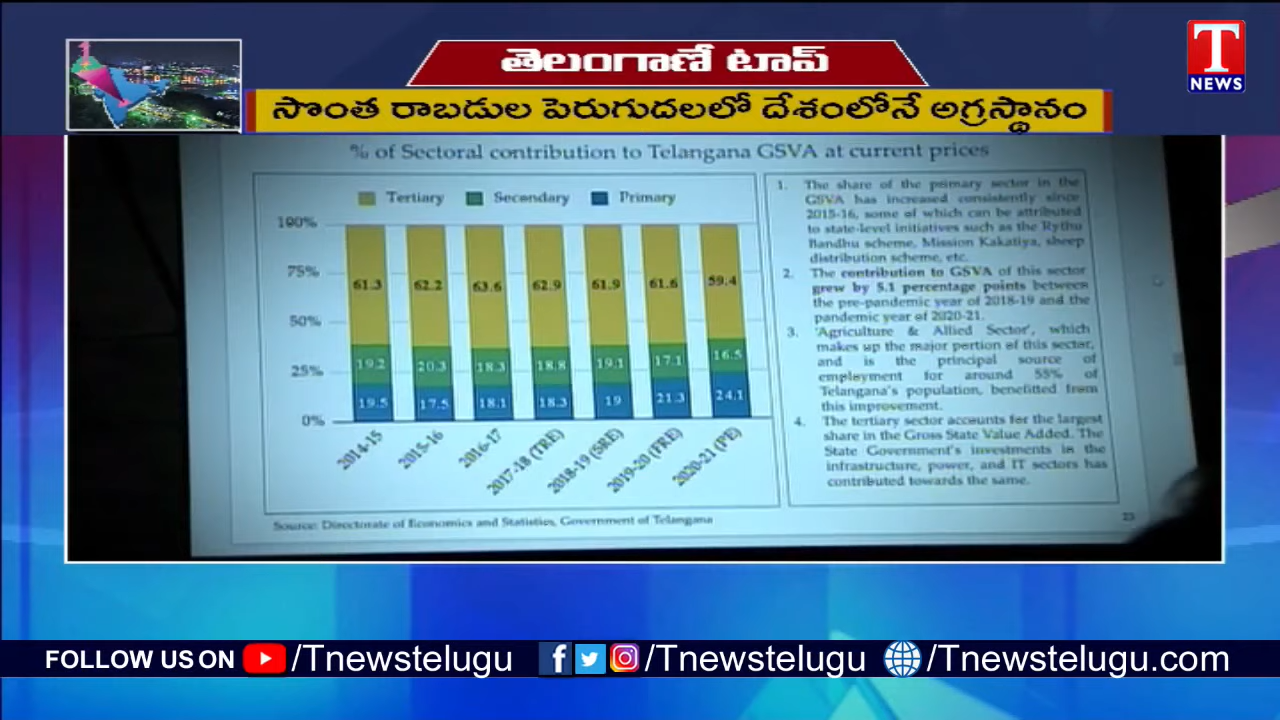 తెలంగాణే టాప్
T
NEWS
సొంత రాబడుల పెరుగుదలలో దేశంలోనే అగ్రస్థానం
% of Sectoral contribution to Telangana GSVA at current prices
Tertiary Secondary Primary
100%
75%
50%
25%
0%
61.3 62.2 63.6 62.9 61.9 61.6 59.4
19.2 20.3 18.3 18.8 19.1 17.1 16.5
19.5 17.5 18.1 18.3 19 21.3 24.1
2014-15 2015-16 2016-17 2017-18 (TRE) 2018-19 (SRE) 2019-20 (FRE) 2020-21 (PE)
1. The share of the primary sector in the
GSVA has increased consistently since
2015-16, some of which can be attributed
to state-level initiatives such as the Rythu
Bandhu scheme, Mission Kakatiya, sheep
distribution scheme, etc.
2. The contribution to GSVA of this sector
grew by 5.1 percentage points between
the pre-pandemic year of 2018-19 and the
pandemic year of 2020-21.
3. 'Agriculture & Allied Sector', which
makes up the major portion of this sector,
and is the principal source of
employment for around 55% of
Telangana's population, benefitted from
this improvement.
4. The tertiary sector accounts for the largest
share in the Gross State Value Added. The
State Government's investments in the
infrastructure, power, and IT sectors has
contributed towards the same.
Source: Directorate of Economics and Statistics, Government of Telangana
23
FOLLOW US ON /Tnewstelugu /Tnewstelugu /Tnewstelugu.com